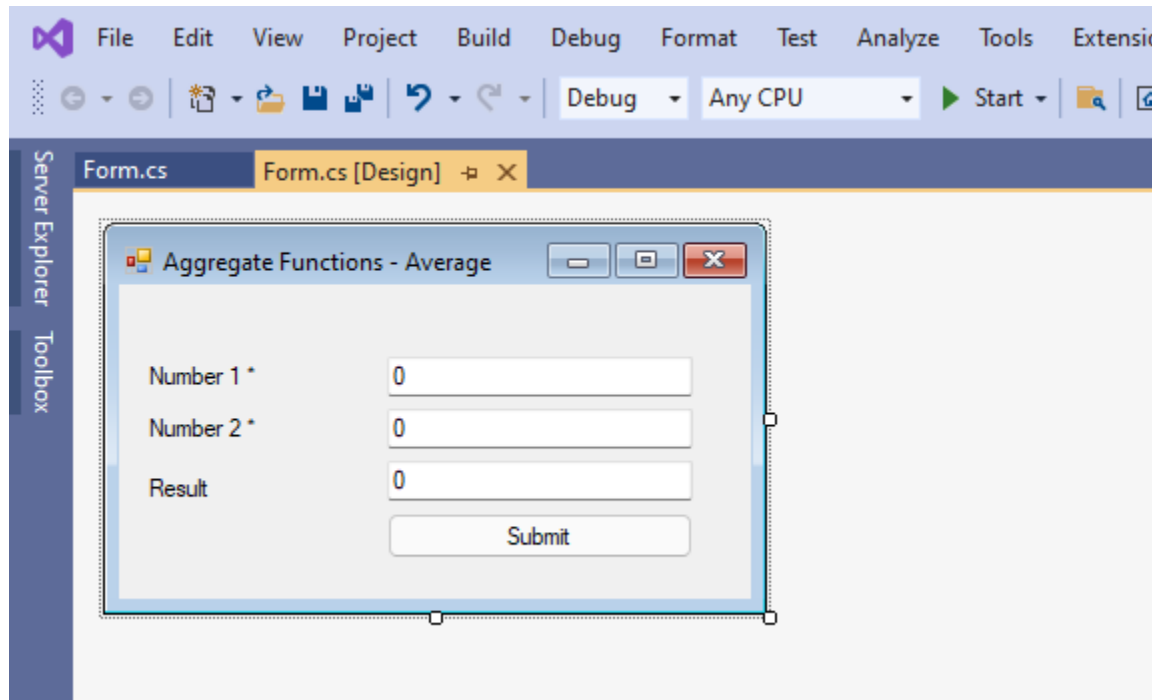 File Edit View Project Build Debug Format Test Analyze Tools Extensi
Debug Any CPU Start
Server Explorer
Toolbox
Form.cs Form.cs [Design]
Aggregate Functions - Average
Number 1 * 0
Number 2 * 0
Result 0
Submit